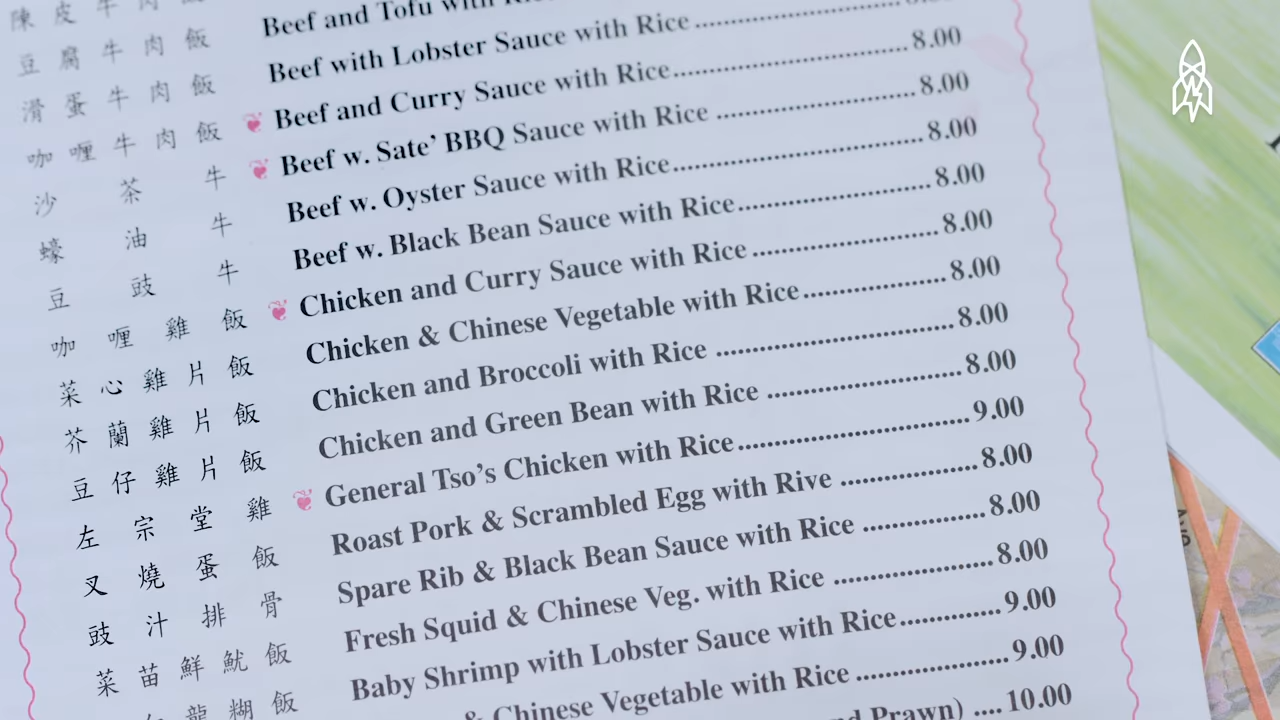 陳皮牛肉
豆腐牛肉飯 Beef and Tofu with
滑蛋牛肉飯 Beef with Lobster Sauce with Rice
咖喱牛肉飯 Beef and Curry Sauce with Rice.......................... 8.00
沙茶牛 Beef w. Sate' BBQ Sauce with Rice ...................... 8.00
蠔油牛 Beef w. Oyster Sauce with Rice.......................... 8.00
豆豉牛 Beef w. Black Bean Sauce with Rice.................... 8.00
咖喱雞飯 Chicken and Curry Sauce with Rice .................... 8.00
菜心雞片飯 Chicken & Chinese Vegetable with Rice............... 8.00
芥蘭雞片飯 Chicken and Broccoli with Rice ......................... 8.00
豆仔雞片飯 Chicken and Green Bean with Rice .................... 8.00
左宗堂雞 General Tso's Chicken with Rice........................ 9.00
叉燒蛋飯 Roast Pork & Scrambled Egg with Rive .............. 8.00
豉汁排骨 Spare Rib & Black Bean Sauce with Rice ............. 8.00
菜苗鮮魷飯 Fresh Squid & Chinese Veg. with Rice ................ 8.00
龍糊飯 Baby Shrimp with Lobster Sauce with Rice........... 9.00
& Chinese Vegetable with Rice ................ 9.00
Prawn) .... 10.00